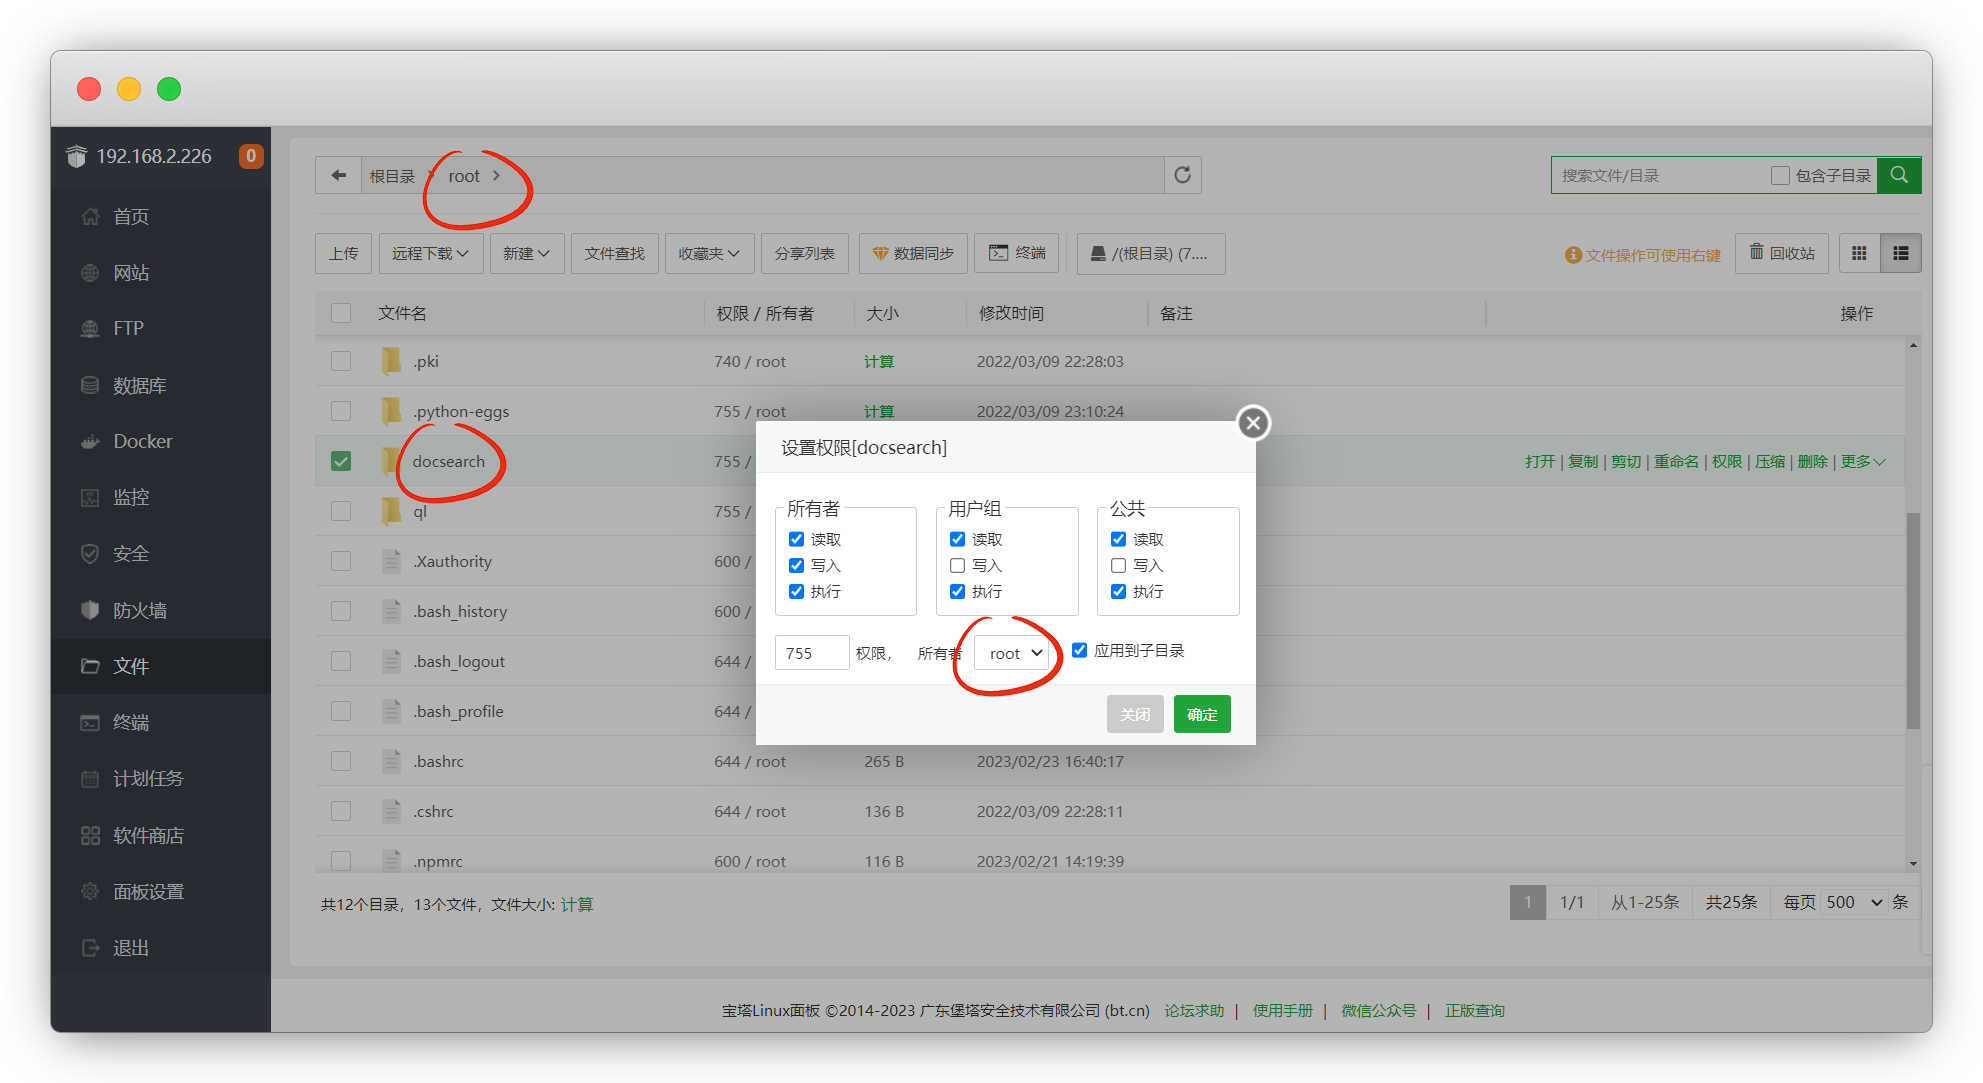 192.168.2.226 0
首页
网站
FTP
数据库
Docker
监控
安全
防火墙
文件
终端
计划任务
软件商店
面板设置
退出
根目录 root
搜索文件/目录 包含子目录
上传 远程下载 新建 文件查找 收藏夹 分享列表 数据同步 终端 /(根目录) (7.... 文件操作可使用右键 回收站
文件名 权限 / 所有者 大小 修改时间 备注 操作
.pki 740 / root 计算 2022/03/09 22:28:03
.python-eggs 755 / root 计算 2022/03/09 23:10:24
docsearch 755 / 打开 | 复制 | 剪切 | 重命名 | 权限 | 压缩 | 删除 | 更多
ql 755 /
.Xauthority 600 /
.bash_history 600 /
.bash_logout 644 /
.bash_profile 644 /
.bashrc 644 / root 265 B 2023/02/23 16:40:17
.cshrc 644 / root 136 B 2022/03/09 22:28:11
.npmrc 600 / root 116 B 2023/02/21 14:19:39
设置权限[docsearch]
所有者 用户组 公共
读取 读取 读取
写入 写入 写入
执行 执行 执行
755 权限， 所有者 root 应用到子目录
关闭 确定
共12个目录，13个文件，文件大小: 计算
1 1/1 从1-25条 共25条 每页 500 条
宝塔Linux面板 ©2014-2023 广东堡塔安全技术有限公司 (bt.cn) 论坛求助 | 使用手册 | 微信公众号 | 正版查询